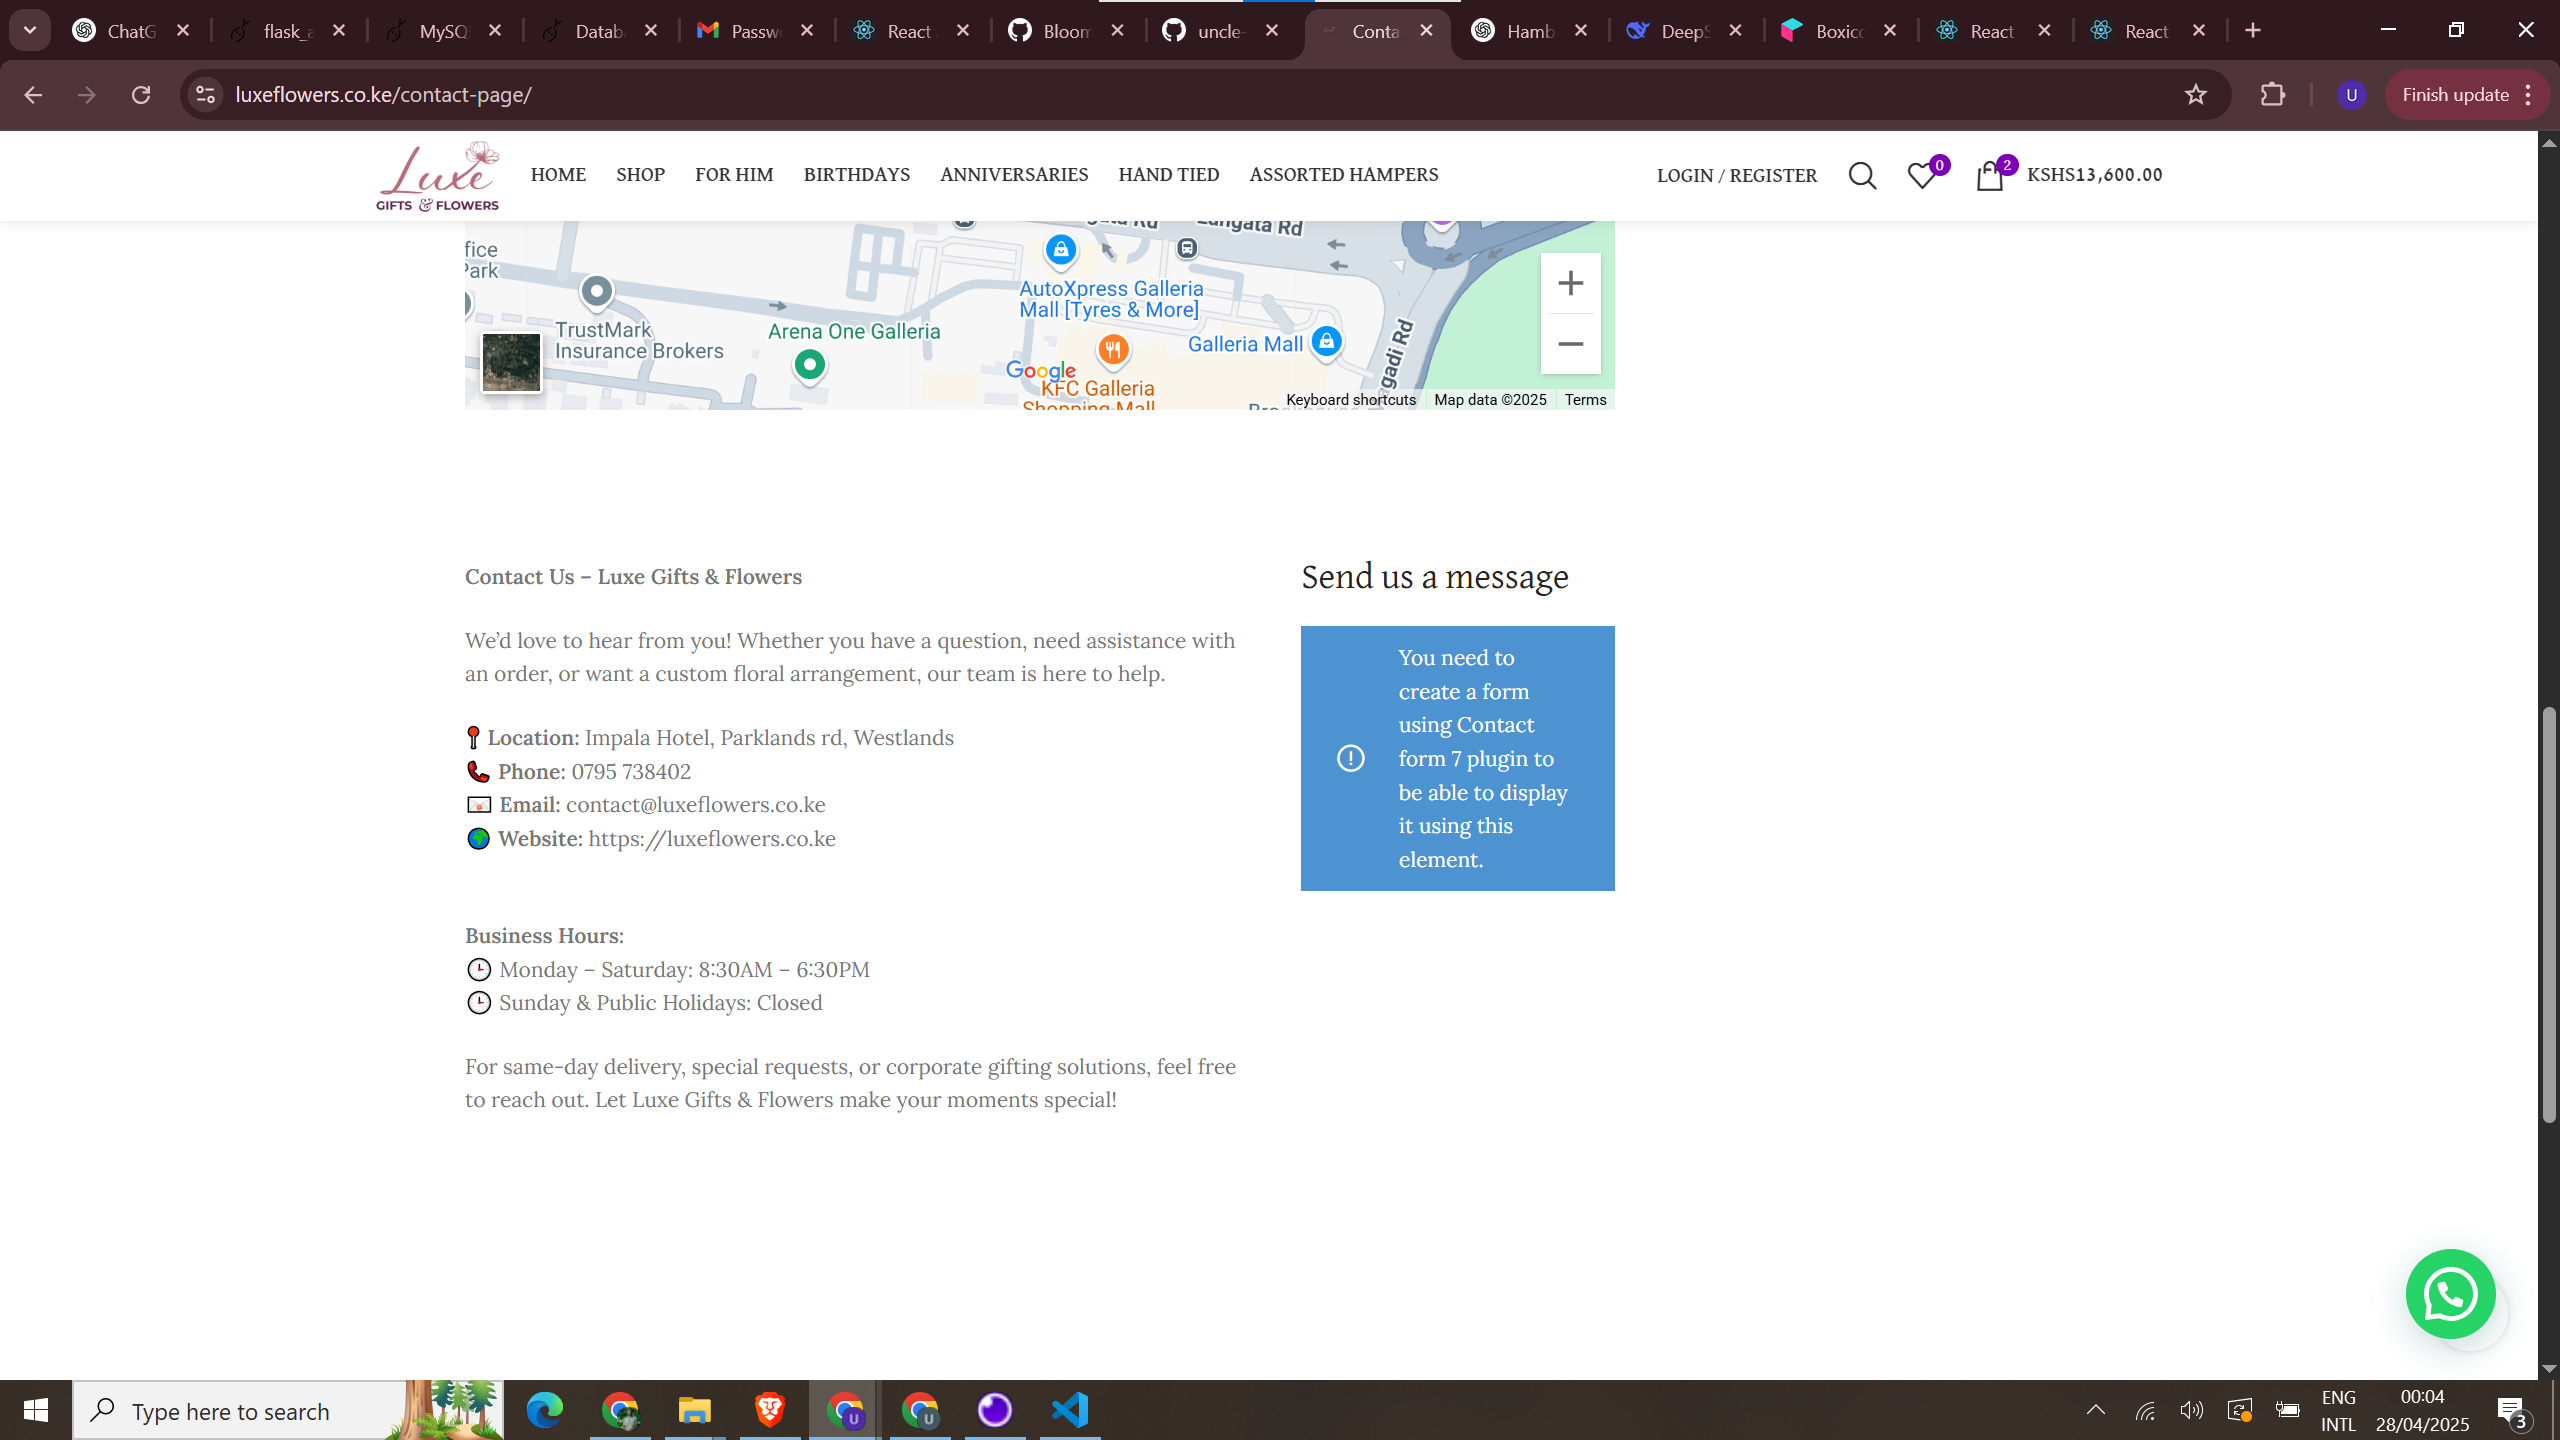 ChatG
flask_a
MySQ
Datab
Passw
React
Bloom
uncle-
Conta
Hamb
DeepS
Boxic
React
React
luxeflowers.co.ke/contact-page/
U
Finish update
Luxe
GIFTS & FLOWERS
HOME
SHOP
FOR HIM
BIRTHDAYS
ANNIVERSARIES
HAND TIED
ASSORTED HAMPERS
LOGIN / REGISTER
0
2
KSHS13,600.00
Langata Rd
fice
Park
AutoXpress Galleria
Mall [Tyres & More]
TrustMark
Insurance Brokers
Arena One Galleria
Galleria Mall
gadi Rd
Google
KFC Galleria
Shopping Mall
Keyboard shortcuts
Map data ©2025
Terms
Contact Us – Luxe Gifts & Flowers
We’d love to hear from you! Whether you have a question, need assistance with
an order, or want a custom floral arrangement, our team is here to help.
Location: Impala Hotel, Parklands rd, Westlands
Phone: 0795 738402
Email: contact@luxeflowers.co.ke
Website: https://luxeflowers.co.ke
Business Hours:
Monday – Saturday: 8:30AM – 6:30PM
Sunday & Public Holidays: Closed
For same-day delivery, special requests, or corporate gifting solutions, feel free
to reach out. Let Luxe Gifts & Flowers make your moments special!
Send us a message
You need to
create a form
using Contact
form 7 plugin to
be able to display
it using this
element.
Type here to search
U
U
ENG
INTL
00:04
28/04/2025
3